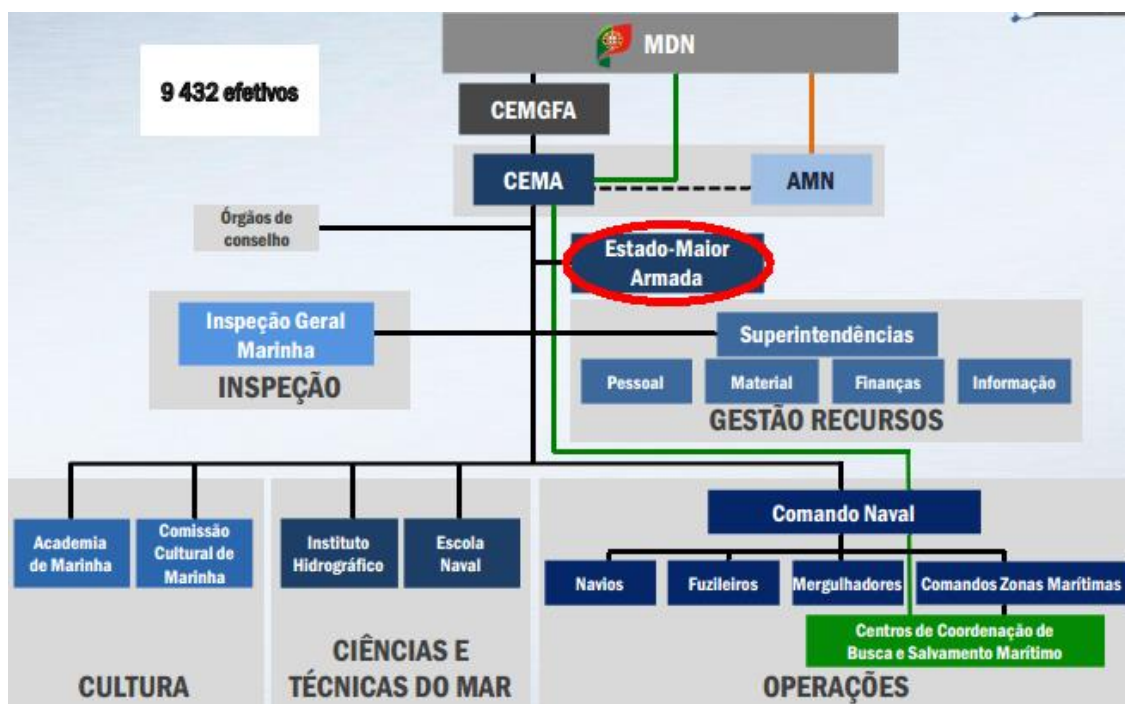 MDN
9 432 efetivos
CEMGFA
CEMA
AMN
Órgãos de
conselho
Estado-Maior
Armada
Inspeção Geral
Marinha
INSPEÇÃO
Superintendências
Pessoal
Material
Finanças
Informação
GESTÃO RECURSOS
Academia
de Marinha
Comissão
Cultural de
Marinha
CULTURA
Instituto
Hidrográfico
Escola
Naval
CIÊNCIAS E
TÉCNICAS DO MAR
Comando Naval
Navios
Fuzileiros
Mergulhadores
Comandos Zonas Marítimas
Centros de Coordenação de
Busca e Salvamento Marítimo
OPERAÇÕES